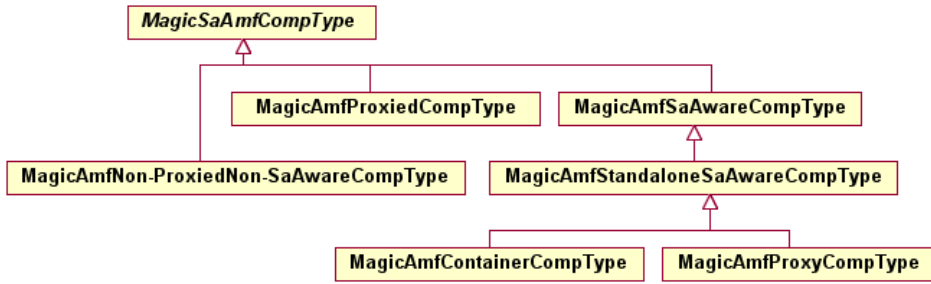 MagicSaAmfCompType
MagicAmfProxiedCompType
MagicAmfSaAwareCompType
MagicAmfNon-ProxiedNon-SaAwareCompType
MagicAmfStandaloneSaAwareCompType
MagicAmfContainerCompType
MagicAmfProxyCompType